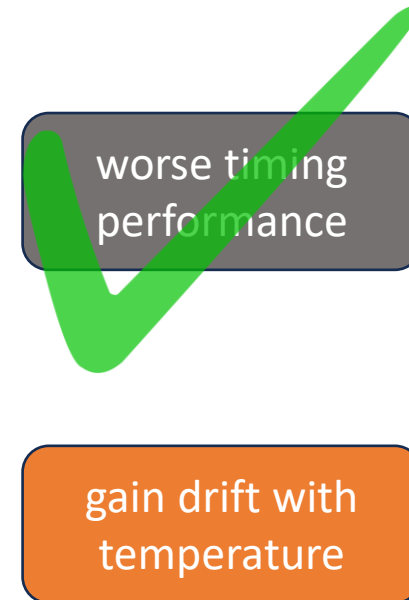 worse timing
performance
gain drift with
temperature